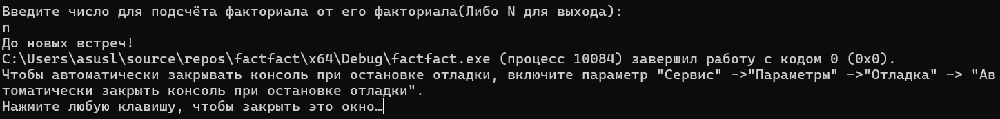 Введите число для подсчёта факториала от его факториала(Либо N для выхода):
n
До новых встреч!
C:\Users\asusl\source\repos\factfact\x64\Debug\factfact.exe (процесс 10084) завершил работу с кодом 0 (0x0).
Чтобы автоматически закрывать консоль при остановке отладки, включите параметр "Сервис" ->"Параметры" ->"Отладка" -> "Ав
томатически закрыть консоль при остановке отладки".
Нажмите любую клавишу, чтобы закрыть это окно…